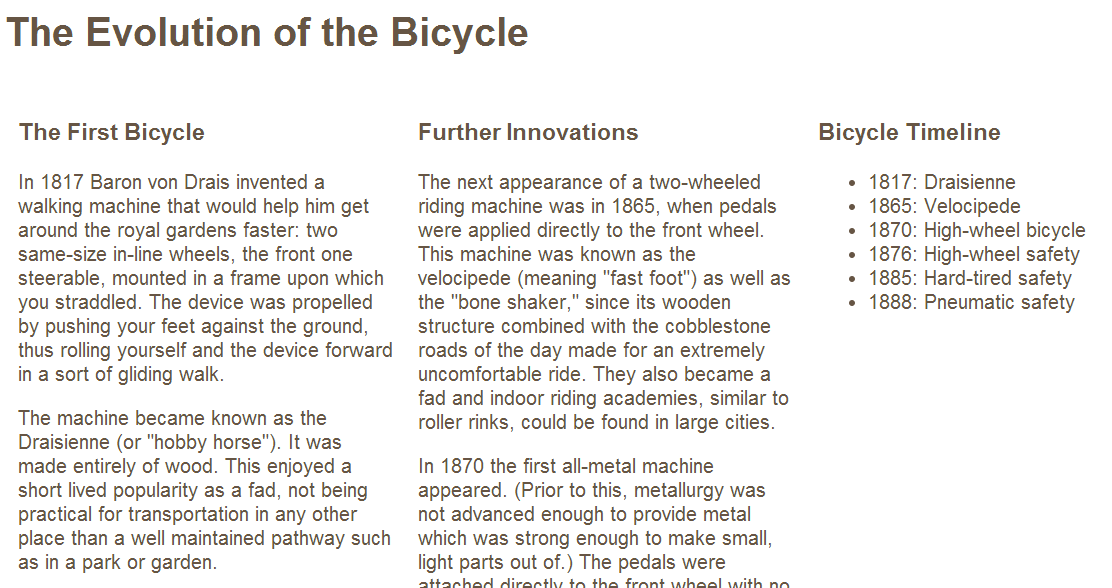 The Evolution of the Bicycle
The First Bicycle
In 1817 Baron von Drais invented a
walking machine that would help him get
around the royal gardens faster: two
same-size in-line wheels, the front one
steerable, mounted in a frame upon which
you straddled. The device was propelled
by pushing your feet against the ground,
thus rolling yourself and the device forward
in a sort of gliding walk.
The machine became known as the
Draisienne (or "hobby horse"). It was
made entirely of wood. This enjoyed a
short lived popularity as a fad, not being
practical for transportation in any other
place than a well maintained pathway such
as in a park or garden.
Further Innovations
The next appearance of a two-wheeled
riding machine was in 1865, when pedals
were applied directly to the front wheel.
This machine was known as the
velocipede (meaning "fast foot") as well as
the "bone shaker," since its wooden
structure combined with the cobblestone
roads of the day made for an extremely
uncomfortable ride. They also became a
fad and indoor riding academies, similar to
roller rinks, could be found in large cities.
In 1870 the first all-metal machine
appeared. (Prior to this, metallurgy was
not advanced enough to provide metal
which was strong enough to make small,
light parts out of.) The pedals were
attached directly to the front wheel with no
Bicycle Timeline
• 1817: Draisienne
• 1865: Velocipede
• 1870: High-wheel bicycle
• 1876: High-wheel safety
• 1885: Hard-tired safety
• 1888: Pneumatic safety